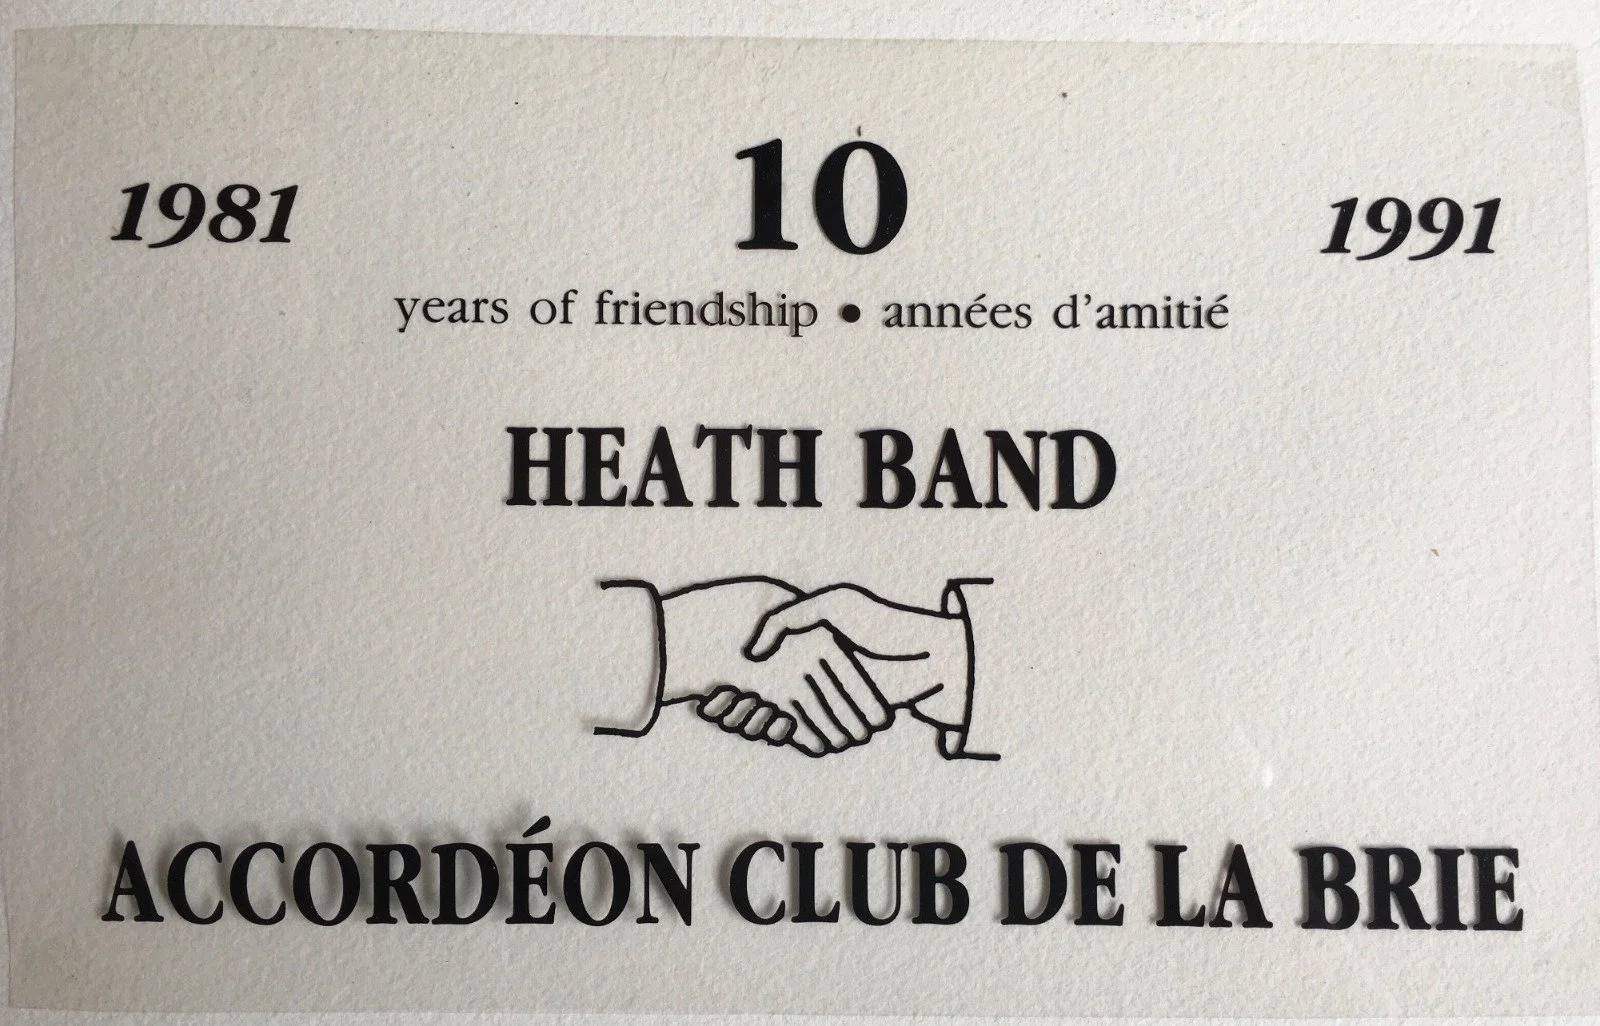 1981 10 1991
years of friendship • années d'amitié
HEATH BAND
ACCORDÉON CLUB DE LA BRIE